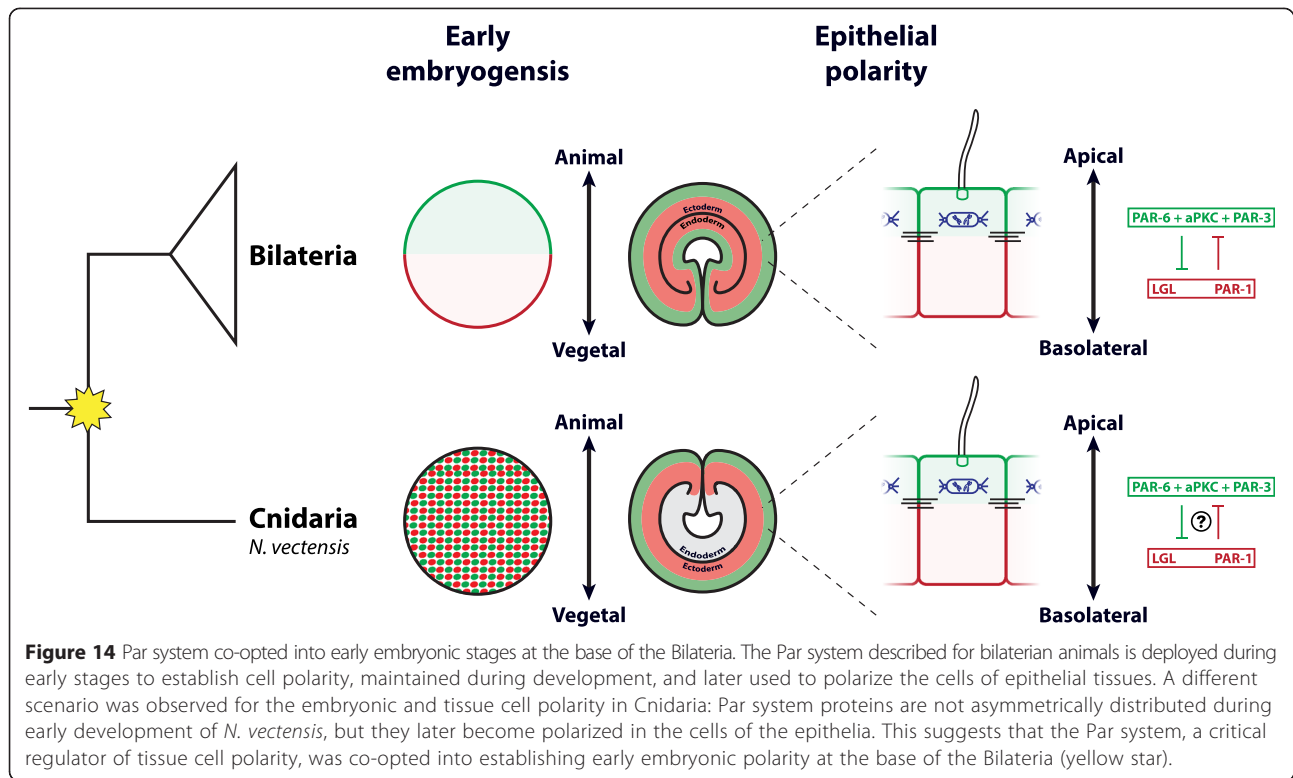 Early
embryogensis
Epithelial
polarity
Bilateria
Animal
Vegetal
Ectoderm
Endoderm
Apical
Basolateral
PAR-6 + aPKC + PAR-3
LGL PAR-1
Cnidaria
N. vectensis
Animal
Vegetal
Endoderm
Ectoderm
Apical
Basolateral
PAR-6 + aPKC + PAR-3
?
LGL PAR-1
Figure 14 Par system co-opted into early embryonic stages at the base of the Bilateria. The Par system described for bilaterian animals is deployed during
early stages to establish cell polarity, maintained during development, and later used to polarize the cells of epithelial tissues. A different
scenario was observed for the embryonic and tissue cell polarity in Cnidaria: Par system proteins are not asymmetrically distributed during
early development of N. vectensis, but they later become polarized in the cells of the epithelia. This suggests that the Par system, a critical
regulator of tissue cell polarity, was co-opted into establishing early embryonic polarity at the base of the Bilateria (yellow star).